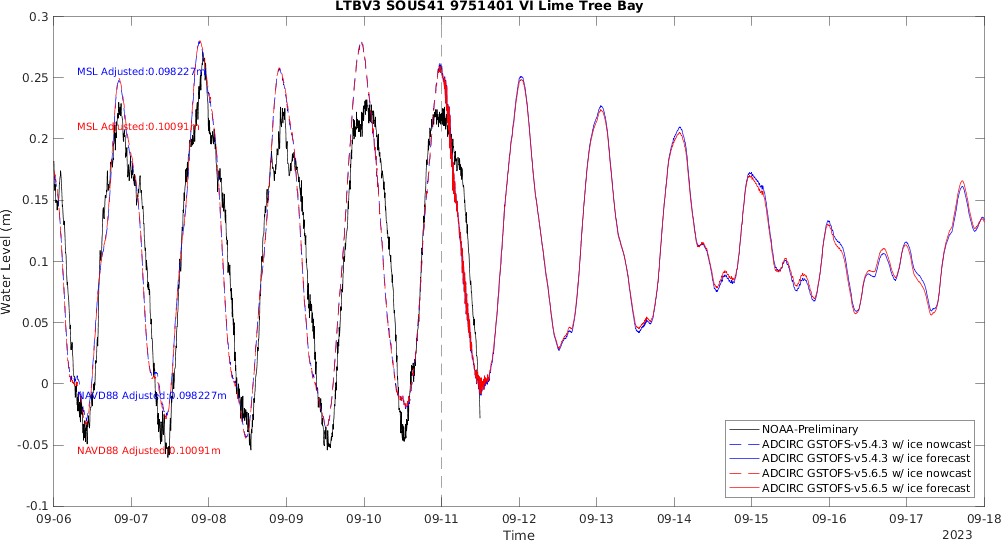 LTBV3 SOUS41 9751401 VI Lime Tree Bay
0.3
0.25
0.2
0.15
0.1
0.05
0
-0.05
-0.1
Water Level (m)
MSL Adjusted:0.098227m
MSL Adjusted:0.10091m
NAVD88 Adjusted:0.098227m
NAVD88 Adjusted:0.10091m
NOAA-Preliminary
ADCIRC GSTOFS-v5.4.3 w/ ice nowcast
ADCIRC GSTOFS-v5.4.3 w/ ice forecast
ADCIRC GSTOFS-v5.6.5 w/ ice nowcast
ADCIRC GSTOFS-v5.6.5 w/ ice forecast
09-06 09-07 09-08 09-09 09-10 09-11 09-12 09-13 09-14 09-15 09-16 09-17 09-18
Time
2023